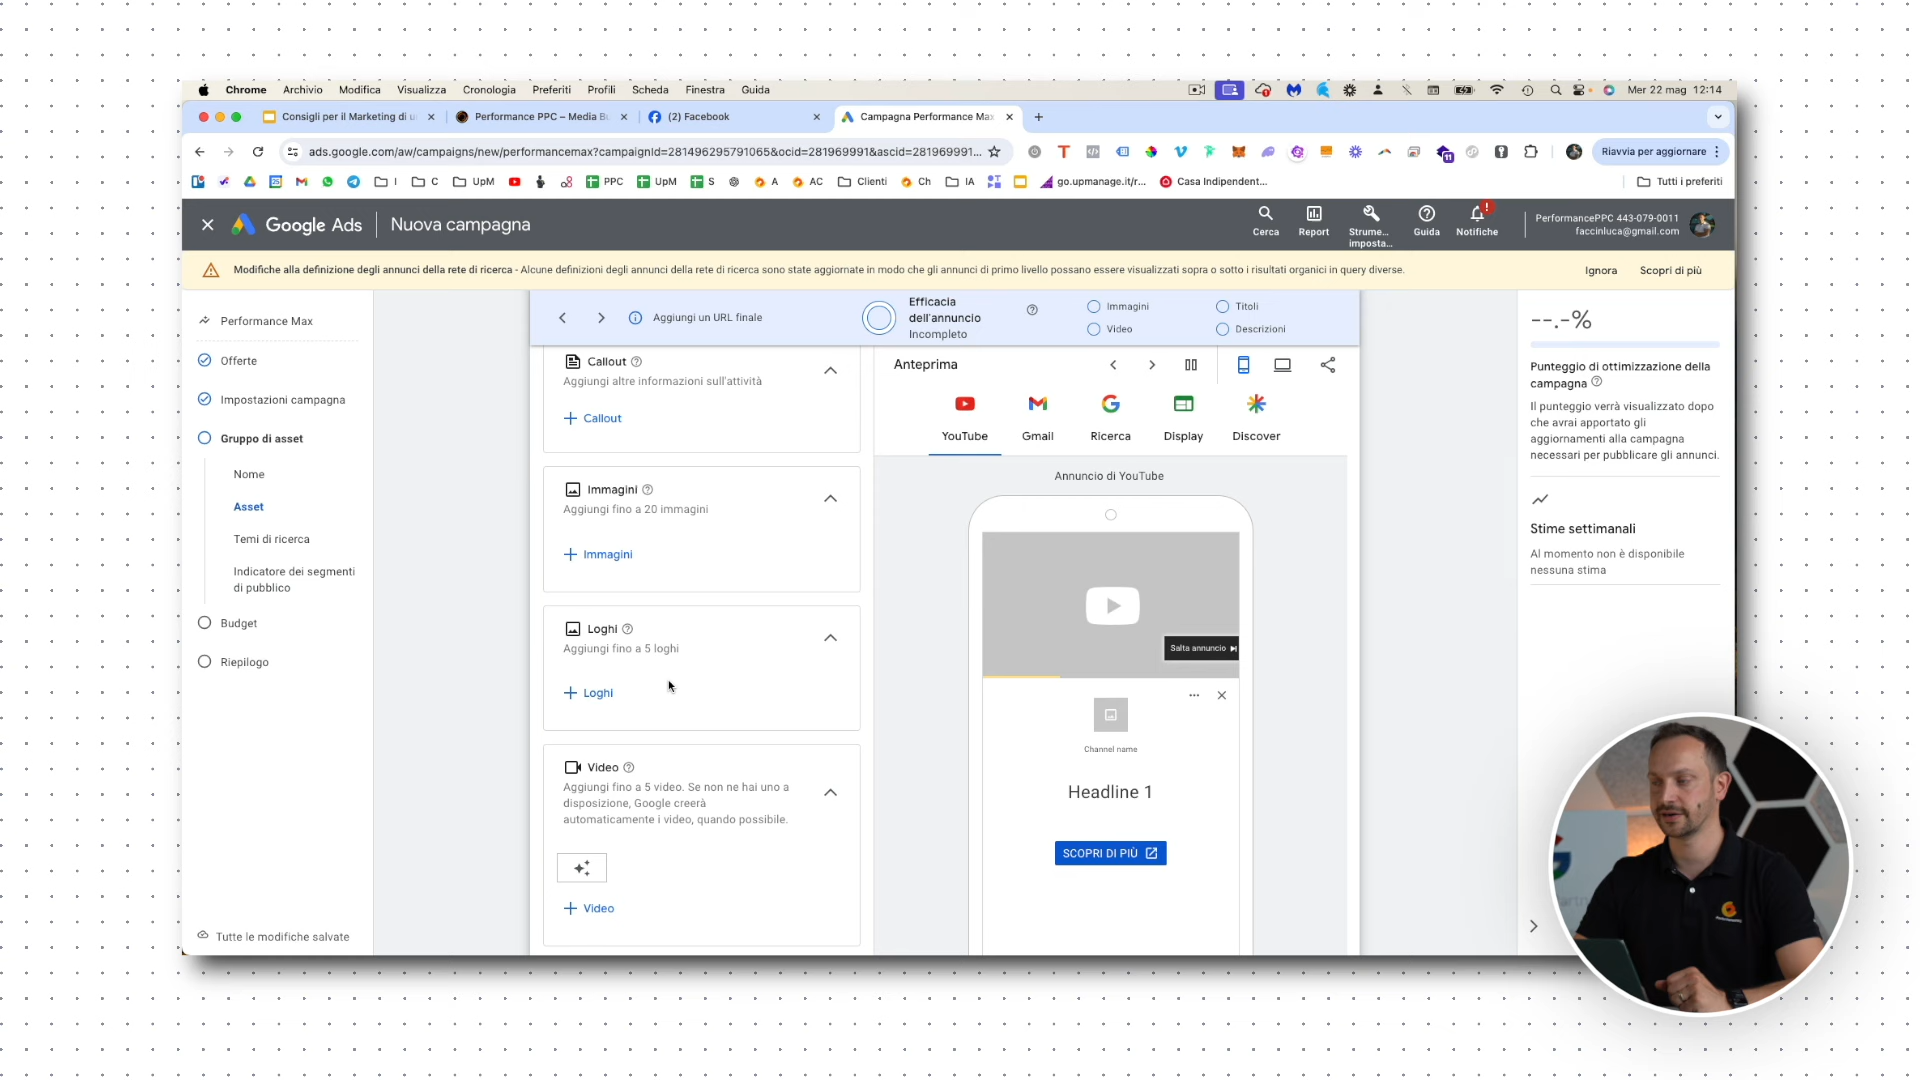 Chrome Archivio Modifica Visualizza Cronologia Preferiti Profili Scheda Finestra Guida
Mer 22 mag 12:14
Consigli per il Marketing di u
Performance PPC – Media B
(2) Facebook
Campagna Performance Max
ads.google.com/aw/campaigns/new/performancemax?campaignId=281496295791065&ocid=281969991&ascid=281969991...
Riavvia per aggiornare
I C UpM PPC UpM S A AC Clienti Ch IA go.upmanage.it/r... Casa Indipendent... Tutti i preferiti
Google Ads Nuova campagna
Cerca
Report
Strume...
imposta...
Guida
Notifiche
PerformancePPC 443-079-0011
faccinluca@gmail.com
Modifiche alla definizione degli annunci della rete di ricerca - Alcune definizioni degli annunci della rete di ricerca sono state aggiornate in modo che gli annunci di primo livello possano essere visualizzati sopra o sotto i risultati organici in query diverse.
Ignora Scopri di più
Performance Max
Offerte
Impostazioni campagna
Gruppo di asset
Nome
Asset
Temi di ricerca
Indicatore dei segmenti
di pubblico
Budget
Riepilogo
Tutte le modifiche salvate
Aggiungi un URL finale
Efficacia
dell'annuncio
Incompleto
Immagini
Video
Titoli
Descrizioni
Callout
Aggiungi altre informazioni sull'attività
Callout
Immagini
Aggiungi fino a 20 immagini
Immagini
Loghi
Aggiungi fino a 5 loghi
Loghi
Video
Aggiungi fino a 5 video. Se non ne hai uno a
disposizione, Google creerà
automaticamente i video, quando possibile.
Video
Anteprima
YouTube Gmail Ricerca Display Discover
Annuncio di YouTube
Salta annuncio
Channel name
Headline 1
SCOPRI DI PIÙ
--.-%
Punteggio di ottimizzazione della
campagna
Il punteggio verrà visualizzato dopo
che avrai apportato gli
aggiornamenti alla campagna
necessari per pubblicare gli annunci.
Stime settimanali
Al momento non è disponibile
nessuna stima